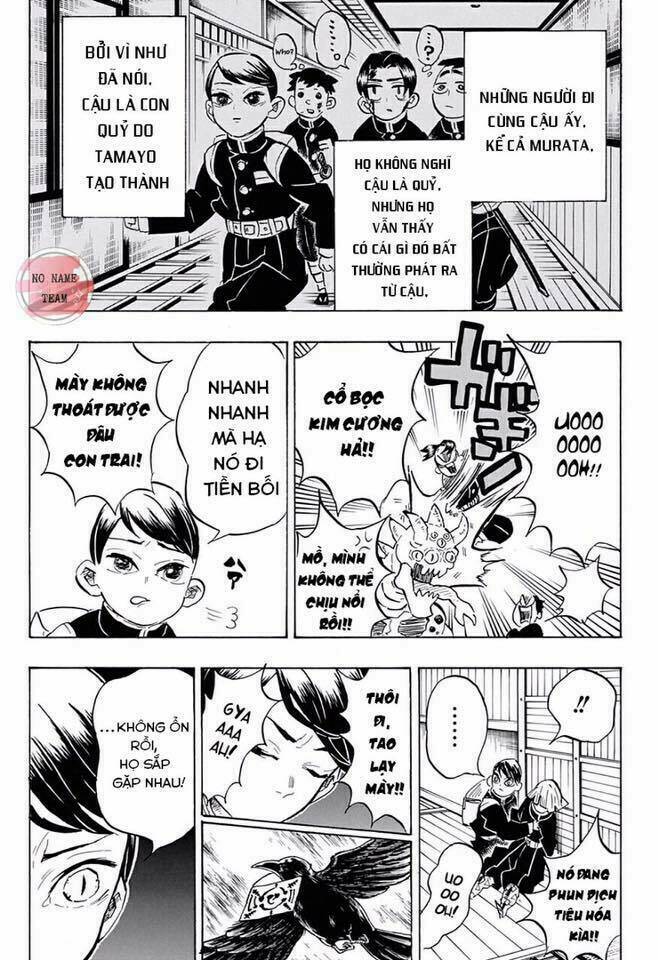 NHỮNG NGƯỜI ĐI
CÙNG CẬU ẤY,
KỂ CẢ MURATA,
HỌ KHÔNG NGHĨ
CẬU LÀ QUỶ,
NHƯNG HỌ
VẪN THẤY
CÓ CÁI GÌ ĐÓ BẤT
THƯỜNG PHÁT RA
TỪ CẬU,
...?
...?
WHO?
BỞI VÌ NHƯ
ĐÃ NÓI,
CẬU LÀ CON
QUỶ DO
TAMAYO
TẠO THÀNH
NO NAME
TEAM
UOOO
OOOO
OOH!!
CỔ BỌC
KIM CƯƠNG
HẢ!!
MỒ, MÌNH
KHÔNG THỂ
CHỊU NỔI
RỒI!!
NHANH
NHANH
MÀ HẠ
NÓ ĐI
TIỀN BỐI
MÀY KHÔNG
THOÁT ĐƯỢC
ĐÂU
CON TRAI!
!!
......
NÓ ĐANG
PHUN DỊCH
TIÊU HÓA
KÌA!!
UO
OO
OH!
THÔI
ĐI,
TAO
LẠY
MÀY!!
GYA
AAA
AH!
...KHÔNG ỔN
RỒI,
HỌ SẮP
GẶP NHAU!